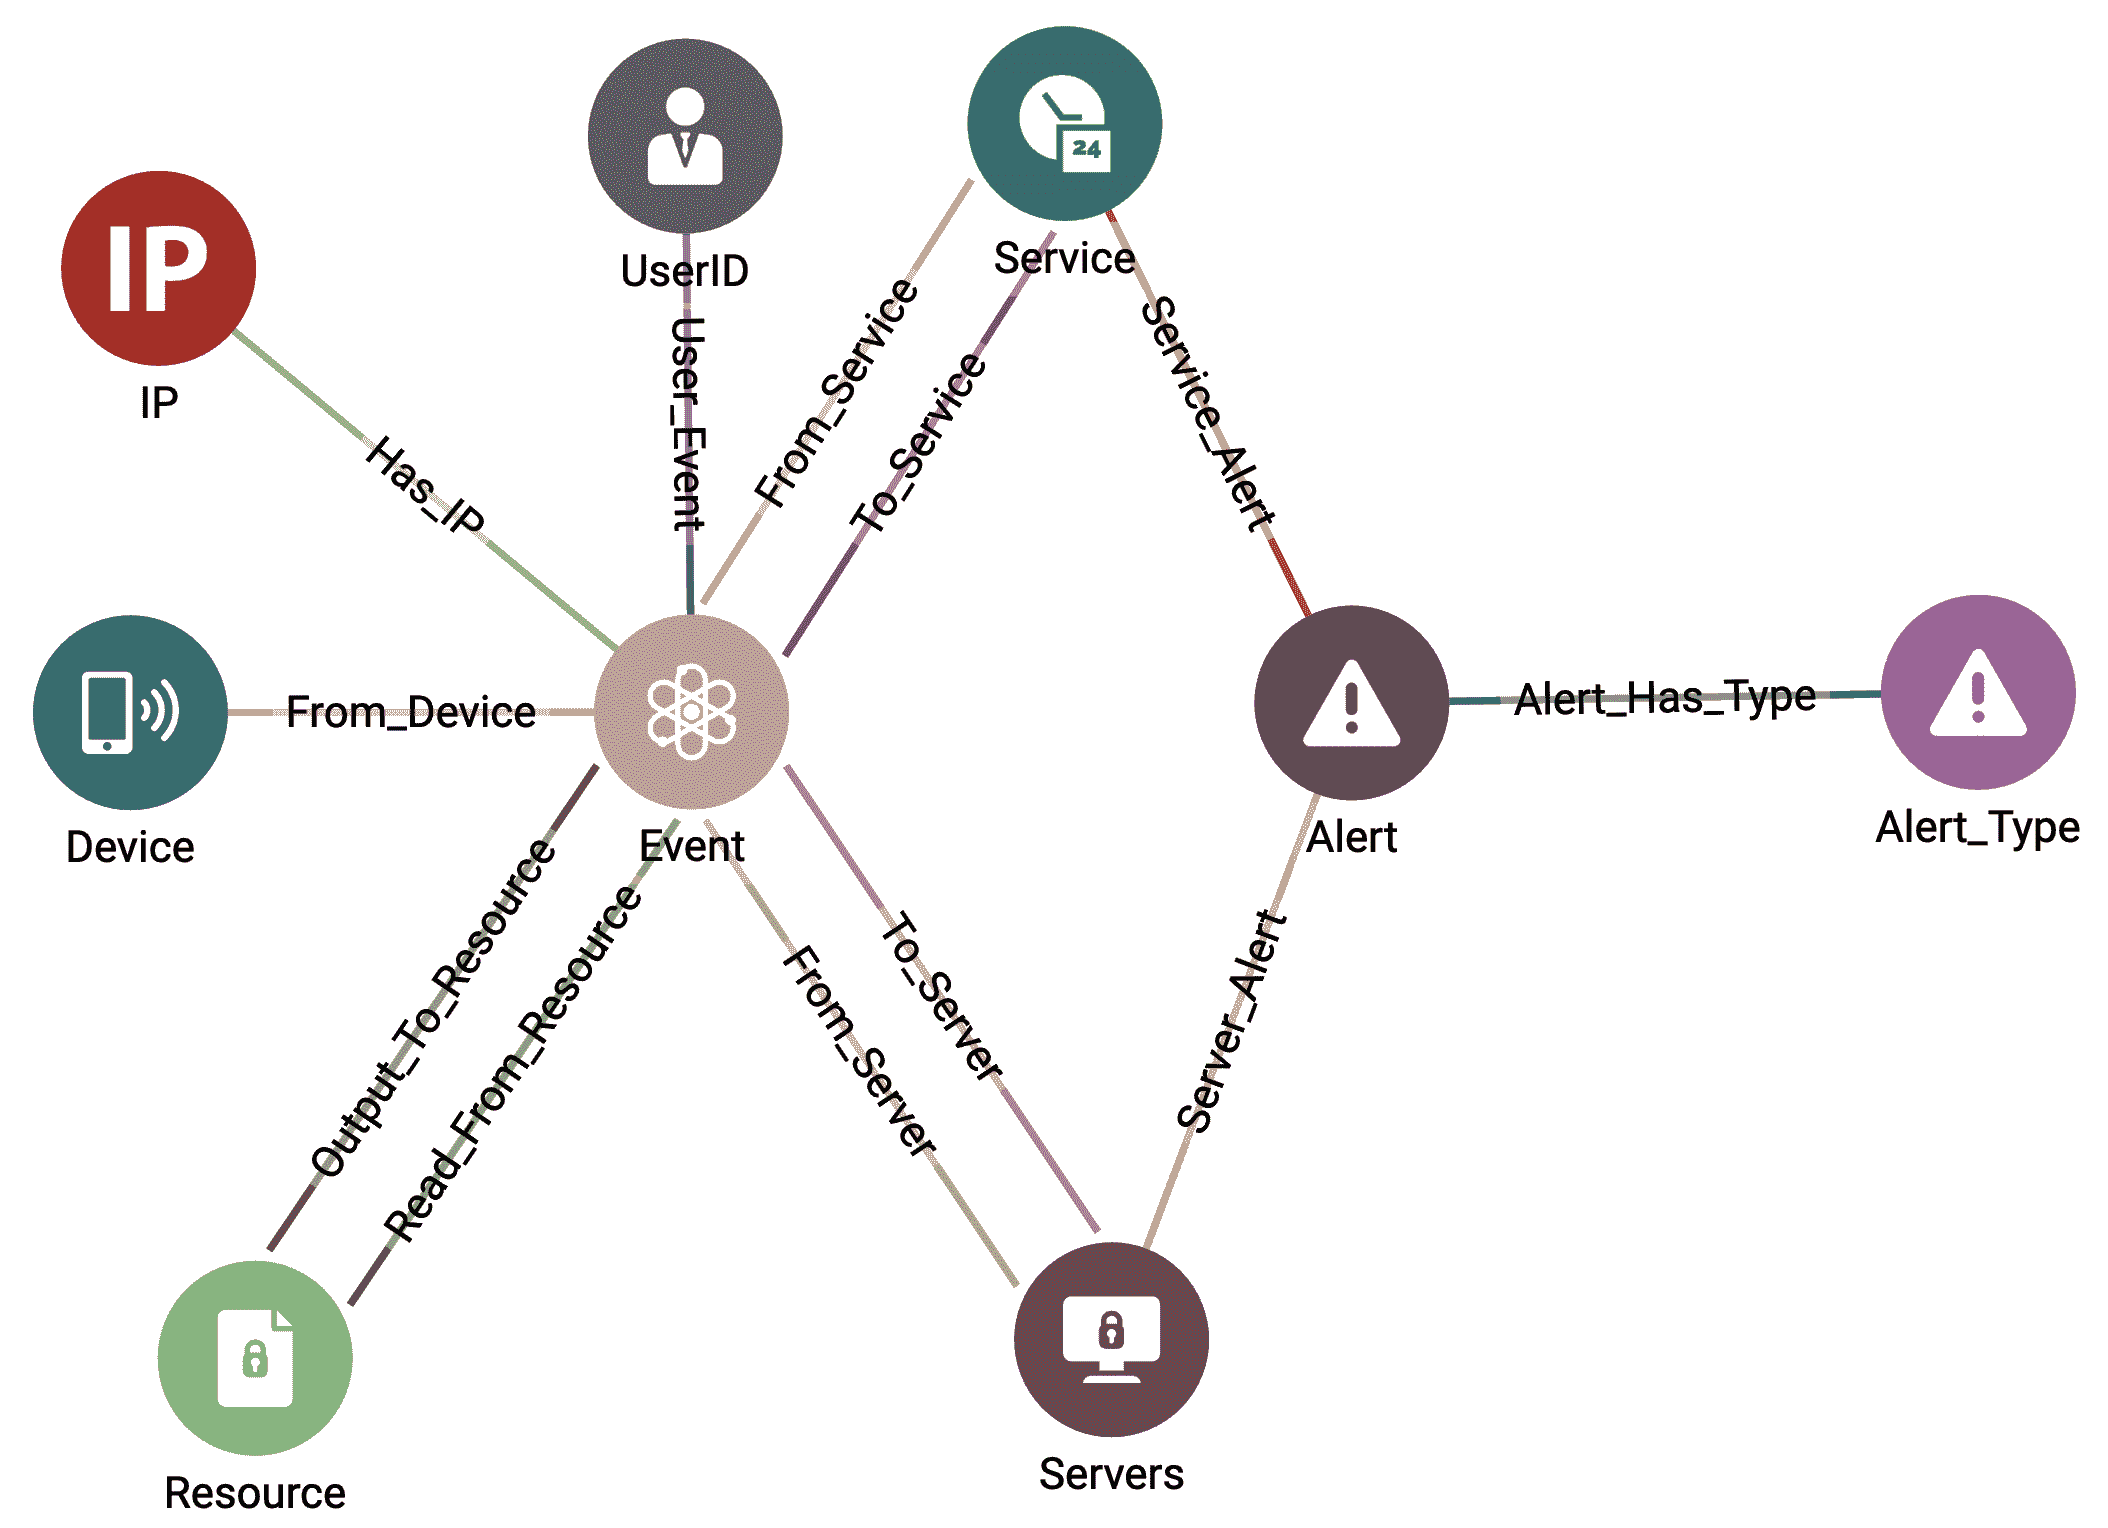 24
Service
UserID
IP
IP
User_Event
From_Service
To_Service
Service_Alert
Has_IP
From_Device
Alert_Has_Type
Device
Event
Alert
Alert_Type
Output_To_Resource
Read_From_Resource
From_Server
To_Server
Server_Alert
Servers
Resource